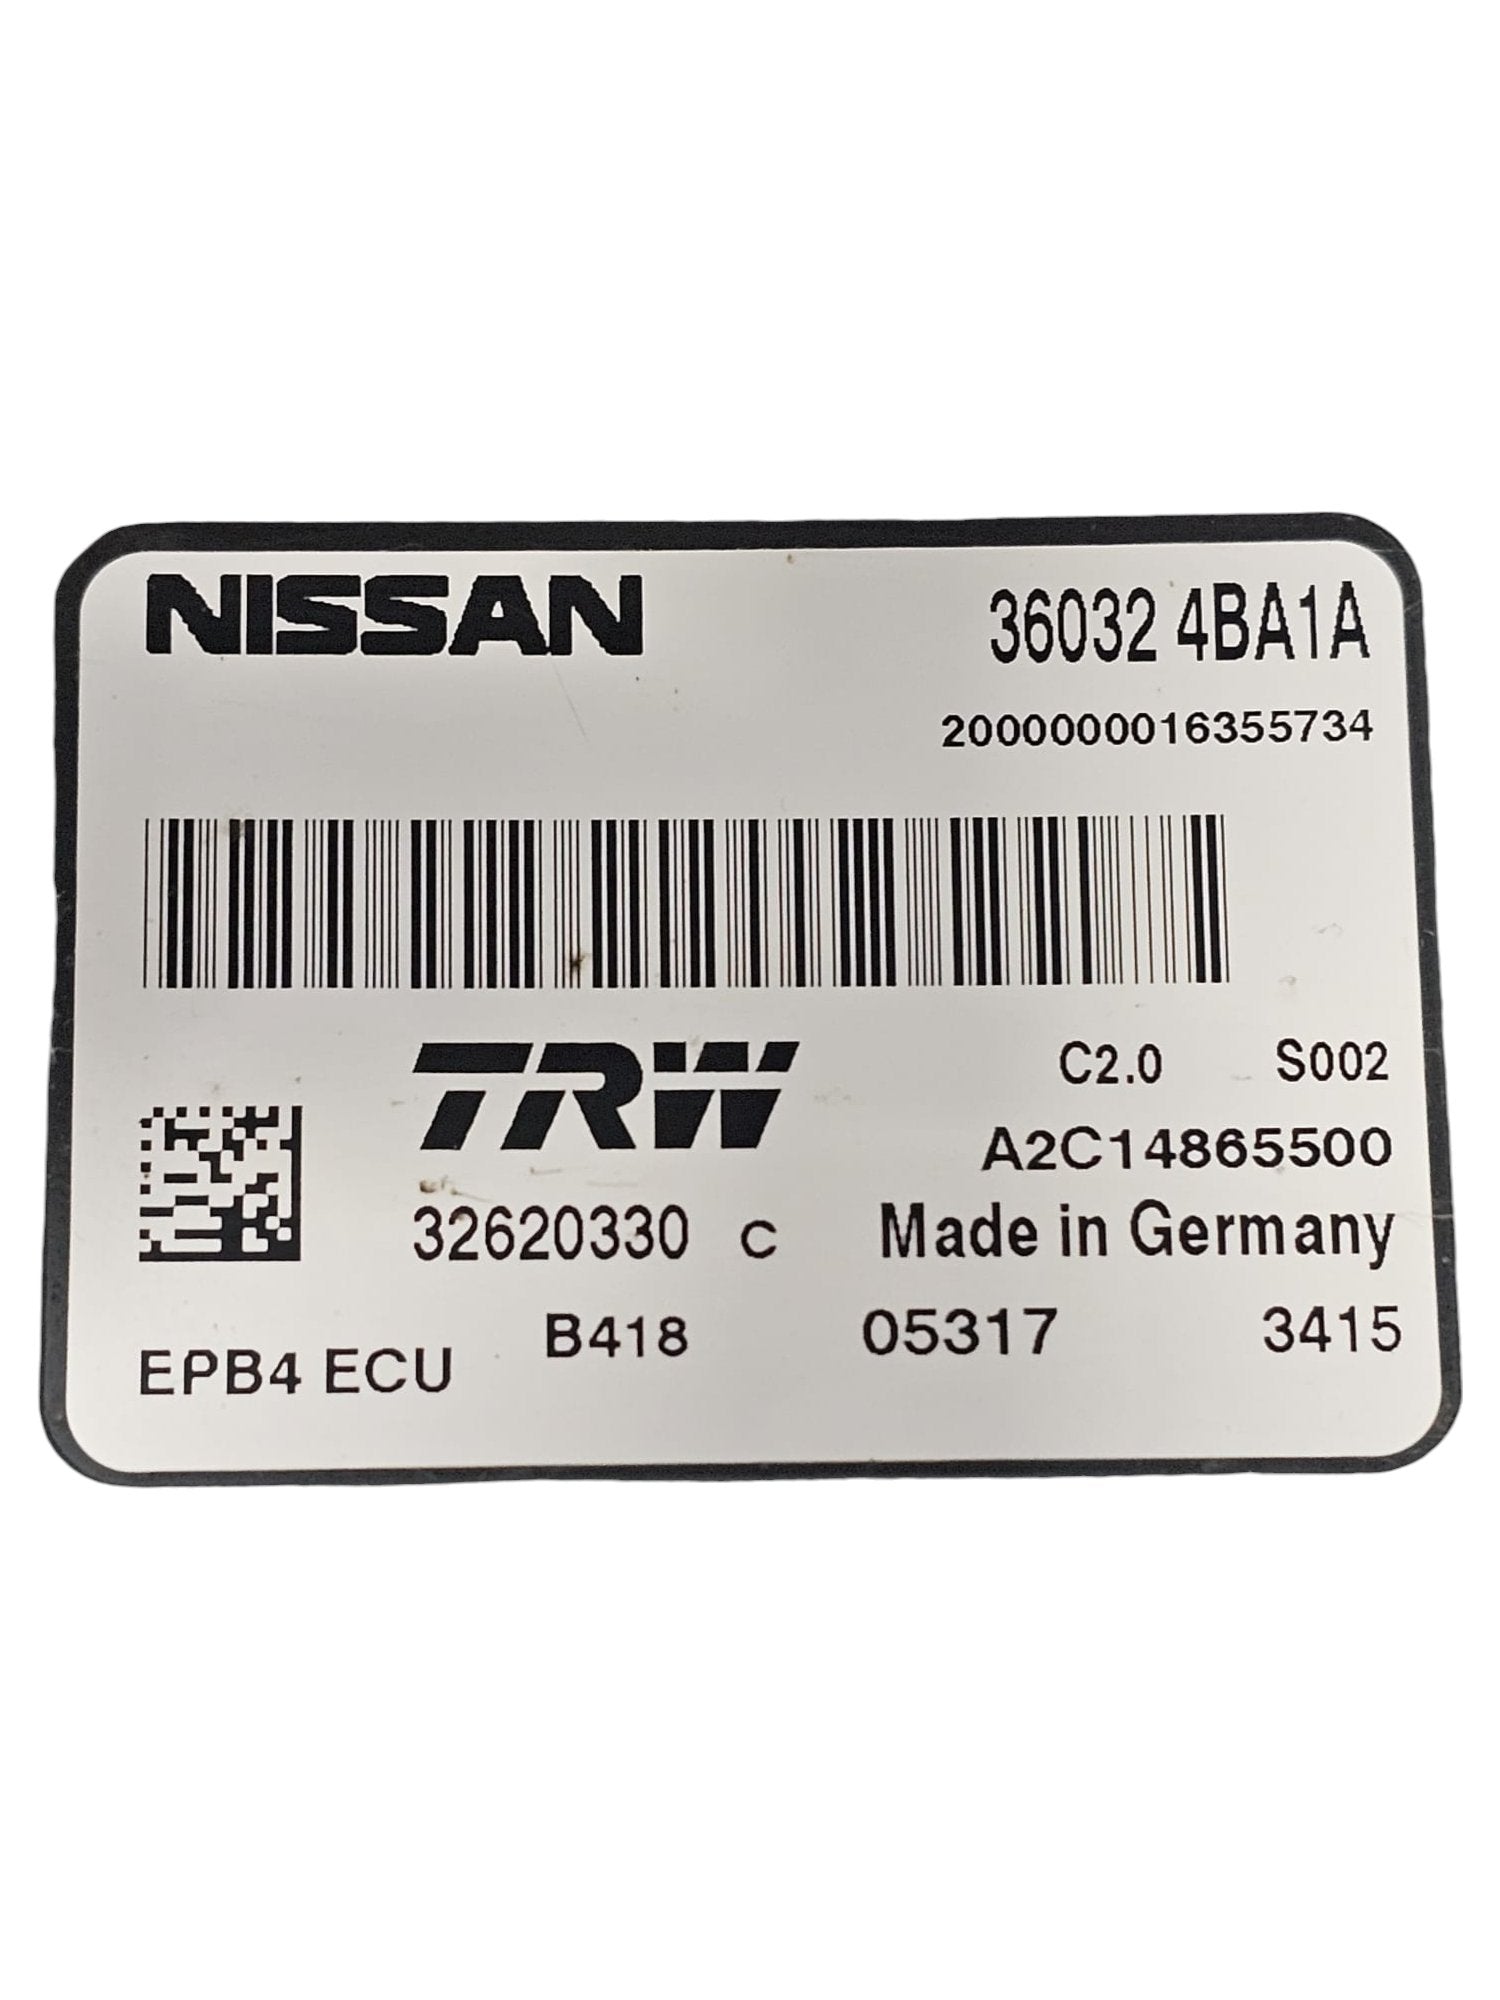 NISSAN 36032 4BA1A
2000000016355734
TRW C2.0 S002
A2C14865500
32620330 C Made in Germany
EPB4 ECU B418 05317 3415